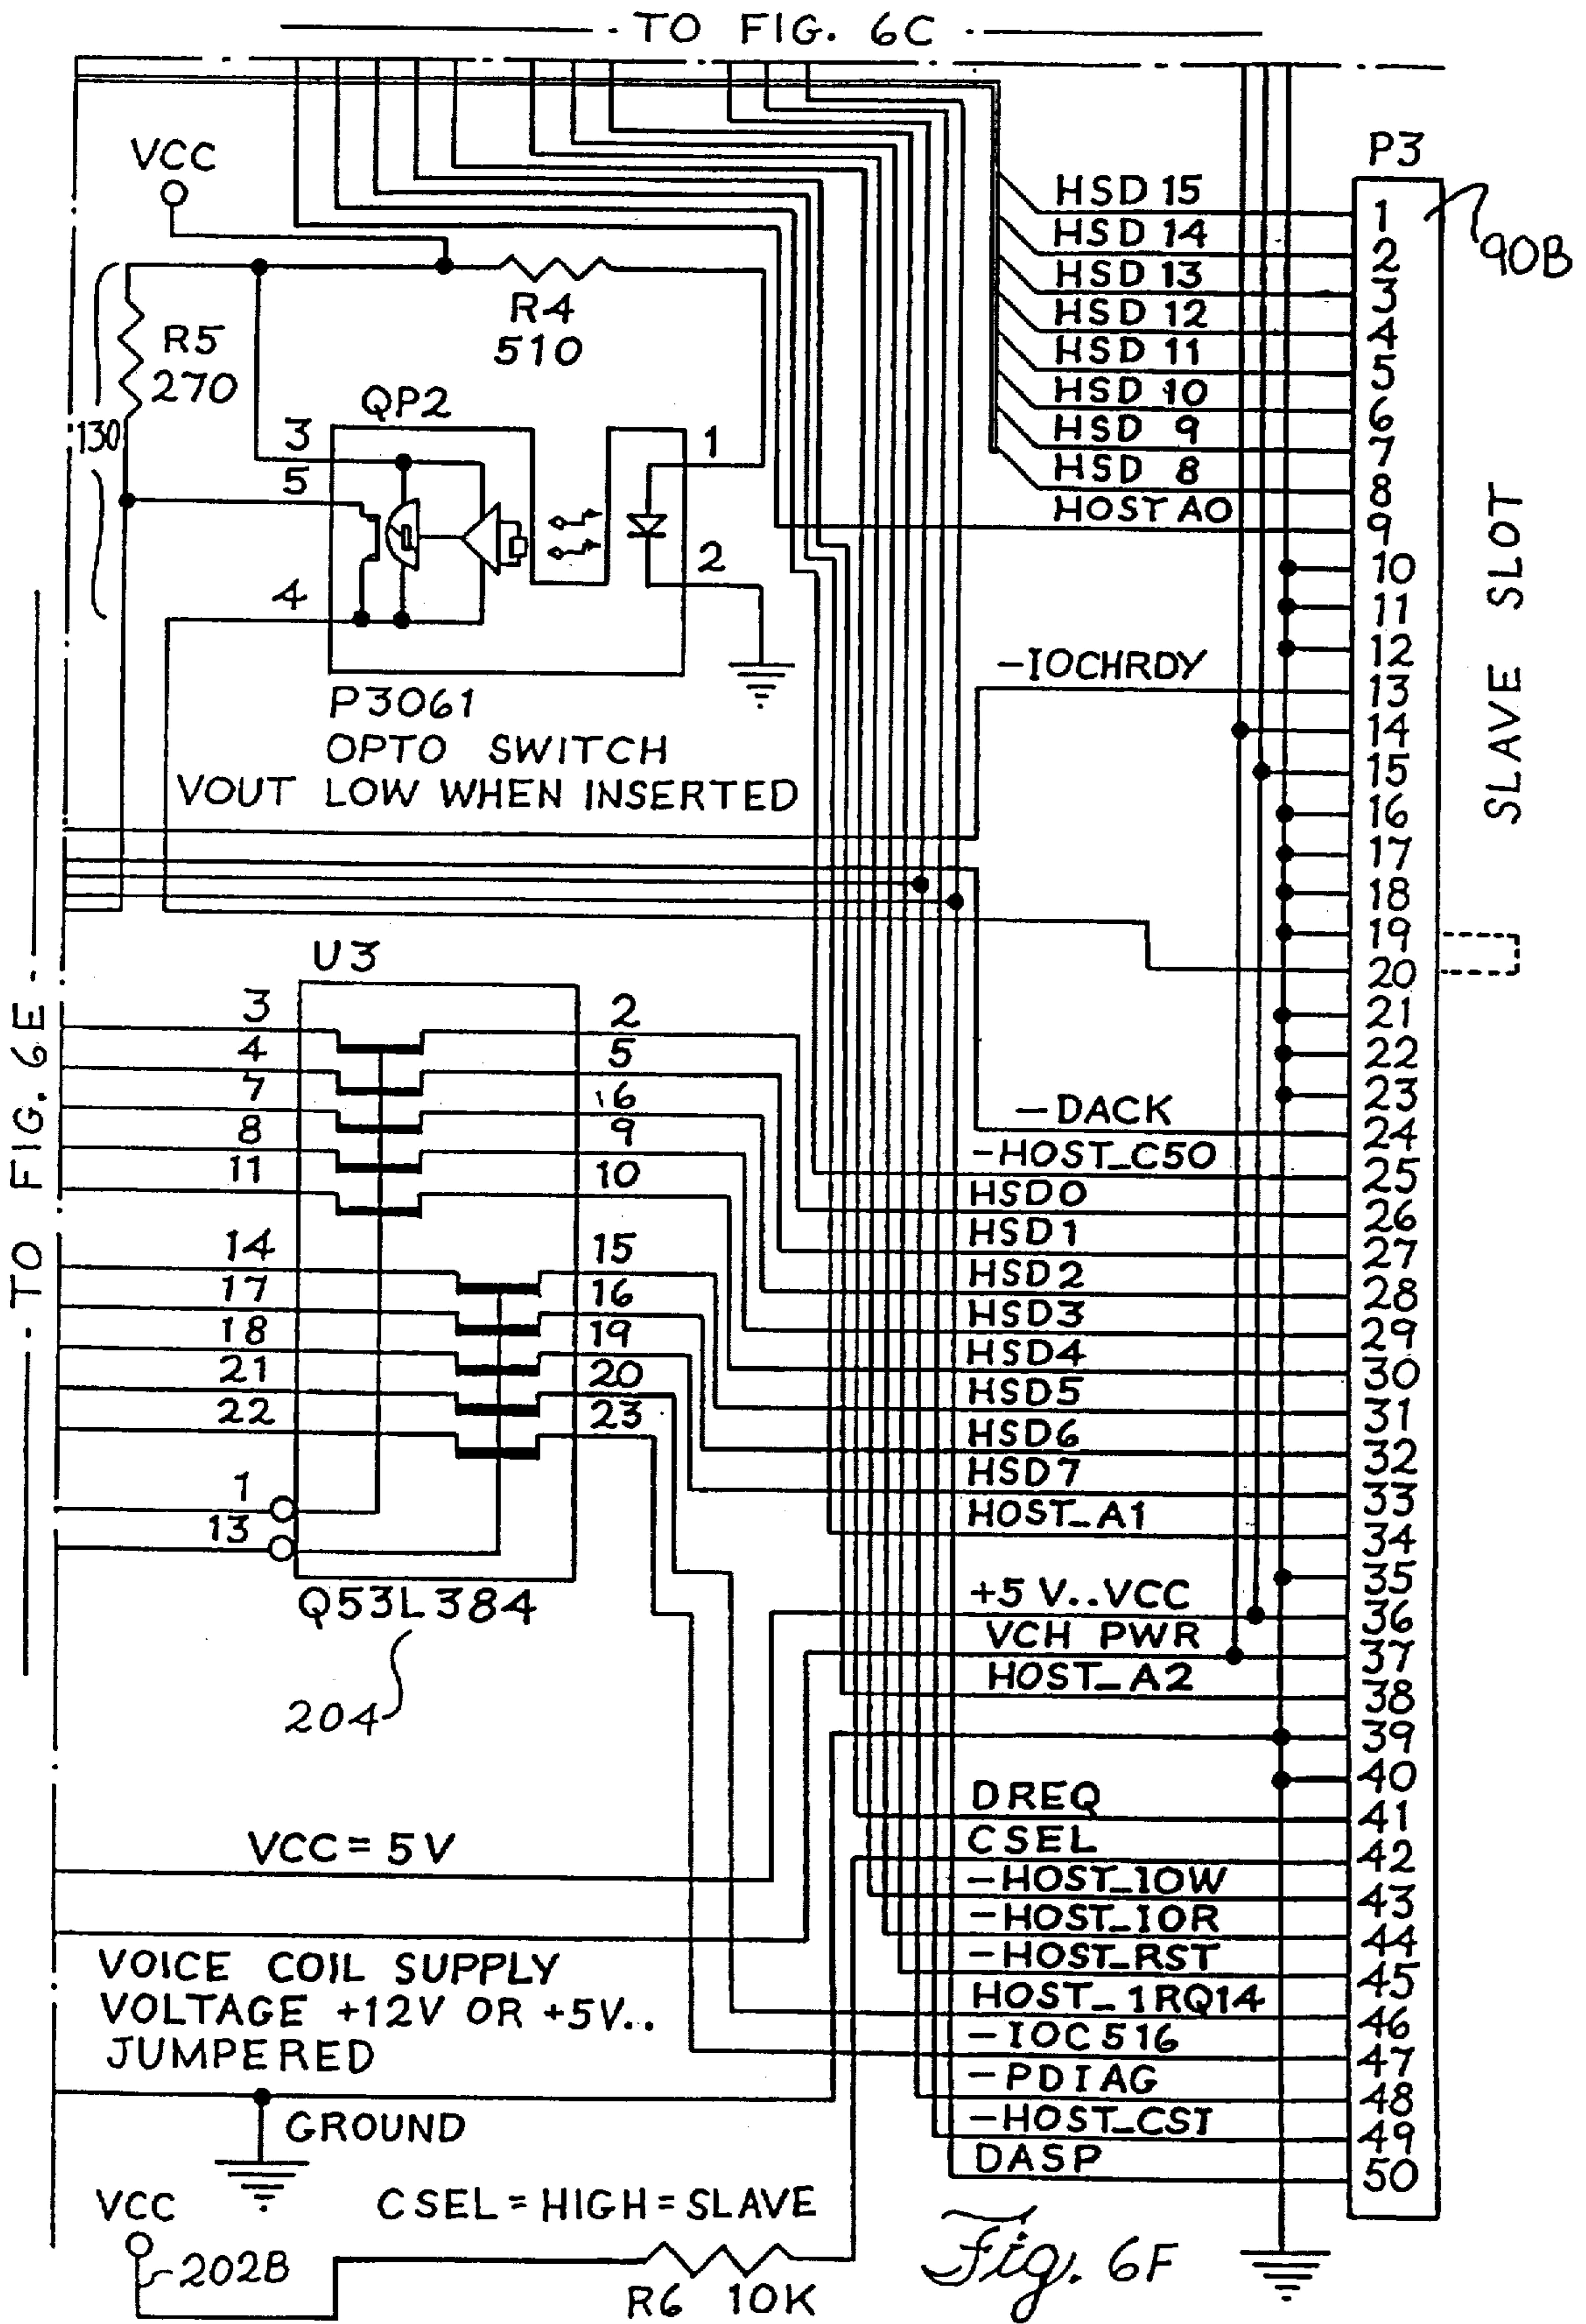 TO FIG. 6C
VCC
P3
90B
HSD 15
1
HSD 14
2
HSD 13
3
HSD 12
4
HSD 11
5
HSD 10
6
HSD 9
7
HSD 8
8
HOST A0
9
10
11
12
-IOCHRDY
13
14
15
16
17
18
19
20
21
22
23
-DACK
24
-HOST_C50
25
HSD0
26
HSD1
27
HSD2
28
HSD3
29
HSD4
30
HSD5
31
HSD6
32
HSD7
33
HOST_A1
34
35
+5 V..VCC
36
VCH PWR
37
HOST_A2
38
39
40
DREQ
41
CSEL
42
-HOST_IOW
43
-HOST_IOR
44
-HOST_RST
45
HOST_1RQ14
46
-IOC516
47
-PDIAG
48
-HOST_CST
49
DASP
50
SLAVE SLOT
R4
510
R5
270
130
QP2
3
5
4
1
2
P3061
OPTO SWITCH
VOUT LOW WHEN INSERTED
TO FIG. 6E
U3
3 2
4 5
7 6
8 9
11 10
14 15
17 16
18 19
21 20
22 23
1
13
Q53L384
204
VCC = 5V
VOICE COIL SUPPLY
VOLTAGE +12V OR +5V..
JUMPERED
GROUND
VCC
CSEL = HIGH = SLAVE
202B
R6 10K
Fig. 6F